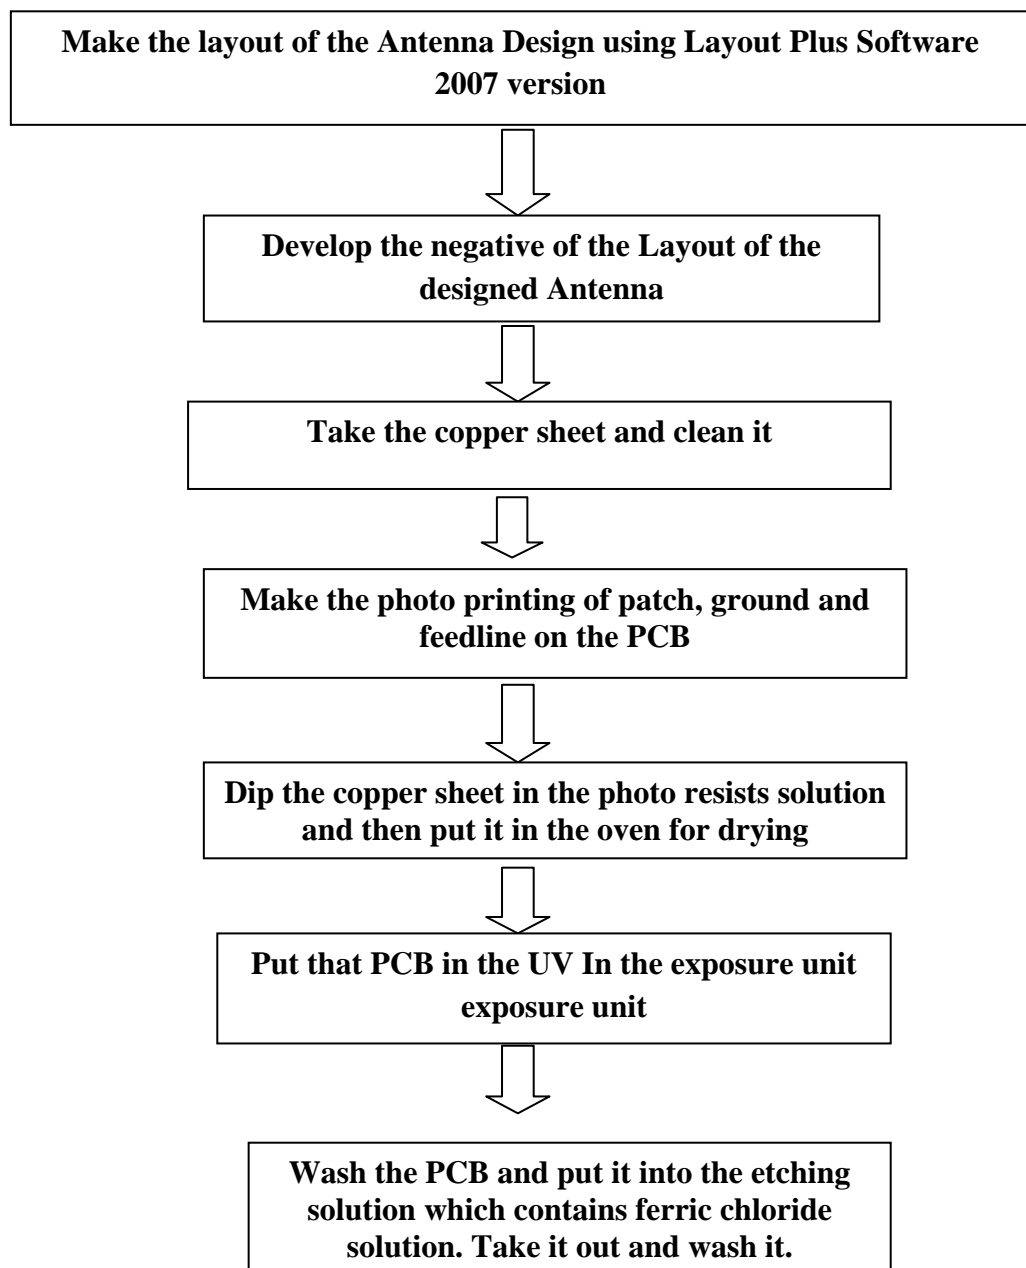 Make the layout of the Antenna Design using Layout Plus Software
2007 version
Develop the negative of the Layout of the
designed Antenna
Take the copper sheet and clean it
Make the photo printing of patch, ground and
feedline on the PCB
Dip the copper sheet in the photo resists solution
and then put it in the oven for drying
Put that PCB in the UV In the exposure unit
exposure unit
Wash the PCB and put it into the etching
solution which contains ferric chloride
solution. Take it out and wash it.